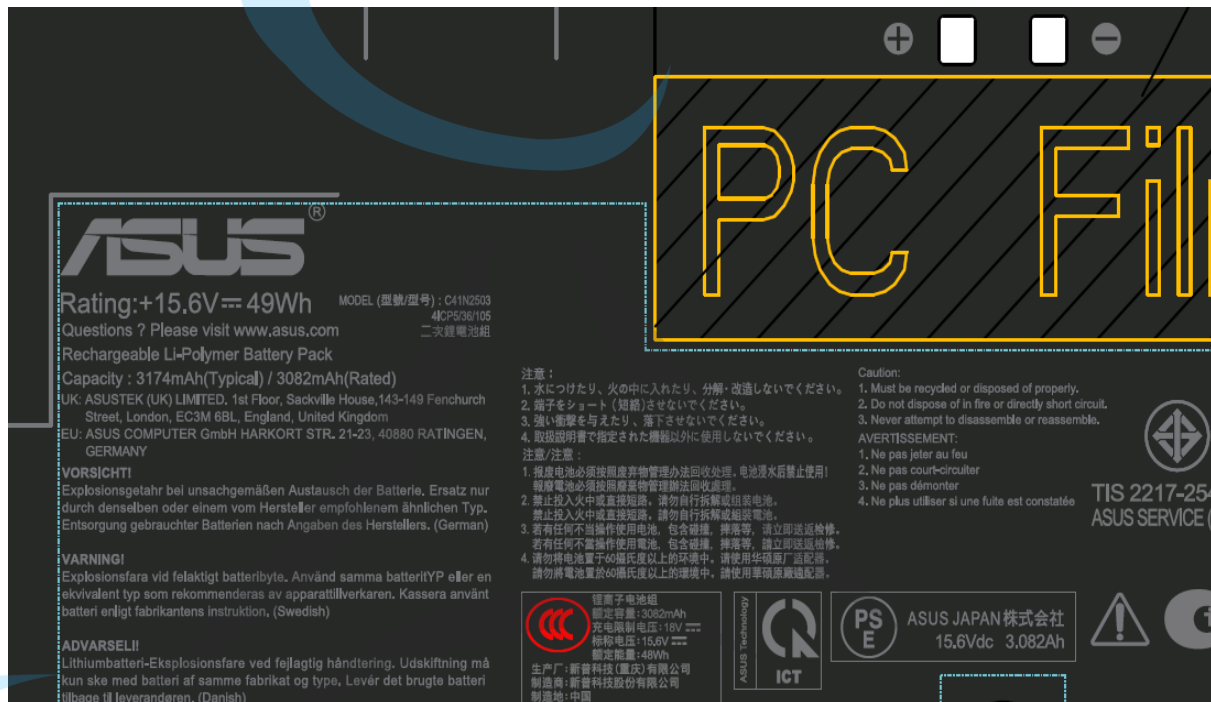 PC Fil
ASUS®
Rating:+15.6V⎓ 49Wh
MODEL (型號/型号) : C41N2503
4ICP5/36/105
二次鋰電池組
Questions ? Please visit www.asus.com
Rechargeable Li-Polymer Battery Pack
Capacity : 3174mAh(Typical) / 3082mAh(Rated)
UK: ASUSTEK (UK) LIMITED. 1st Floor, Sackville House,143-149 Fenchurch
Street, London, EC3M 6BL, England, United Kingdom
EU: ASUS COMPUTER GmbH HARKORT STR. 21-23, 40880 RATINGEN,
GERMANY
VORSICHT!
Explosionsgetahr bei unsachgemäßen Austausch der Batterie. Ersatz nur
durch denselben oder einem vom Hersteller empfohlenem ähnlichen Typ.
Entsorgung gebrauchter Batterien nach Angaben des Herstellers. (German)
VARNING!
Explosionsfara vid felaktigt batteribyte. Använd samma batteritYP eller en
ekvivalent typ som rekommenderas av apparattillverkaren. Kassera använt
batteri enligt fabrikantens instruktion. (Swedish)
ADVARSELI!
Lithiumbatteri-Eksplosionsfare ved fejlagtig håndtering. Udskiftning må
kun ske med batteri af samme fabrikat og type. Levér det brugte batteri
tilbage til leverandøren. (Danish)
注意：
1. 水につけたり、火の中に入れたり、分解・改造しないでください。
2. 端子をショート（短絡）させないでください。
3. 強い衝撃を与えたり、落下させないでください。
4. 取扱説明書で指定された機器以外に使用しないでください。
注意/注意：
1. 报废电池必须按照废弃物管理办法回收处理。电池浸水后禁止使用!
報廢電池必須按照廢棄物管理辦法回收處理。
2. 禁止投入火中或直接短路。请勿自行拆解或组装电池。
禁止投入火中或直接短路。請勿自行拆解或組裝電池。
3. 若有任何不当操作使用电池，包含碰撞，摔落等，请立即送返检修。
若有任何不當操作使用電池，包含碰撞，摔落等，請立即送返檢修。
4. 请勿将电池置于60摄氏度以上的环境中。请使用华硕原厂适配器。
請勿將電池置於60攝氏度以上的環境中。請使用華碩原廠適配器。
Caution:
1. Must be recycled or disposed of properly.
2. Do not dispose of in fire or directly short circuit.
3. Never attempt to disassemble or reassemble.
AVERTISSEMENT:
1. Ne pas jeter au feu
2. Ne pas court-circuiter
3. Ne pas démonter
4. Ne plus utiliser si une fuite est constatée
TIS 2217-254
ASUS SERVICE (
CCC
锂离子电池组
额定容量:3082mAh
充电限制电压:18V ⎓
标称电压:15.6V ⎓
额定能量:48Wh
生产厂:新普科技(重庆)有限公司
制造商:新普科技股份有限公司
制造地:中国
ASUS Technology
ICT
PS
E
ASUS JAPAN株式会社
15.6Vdc 3.082Ah